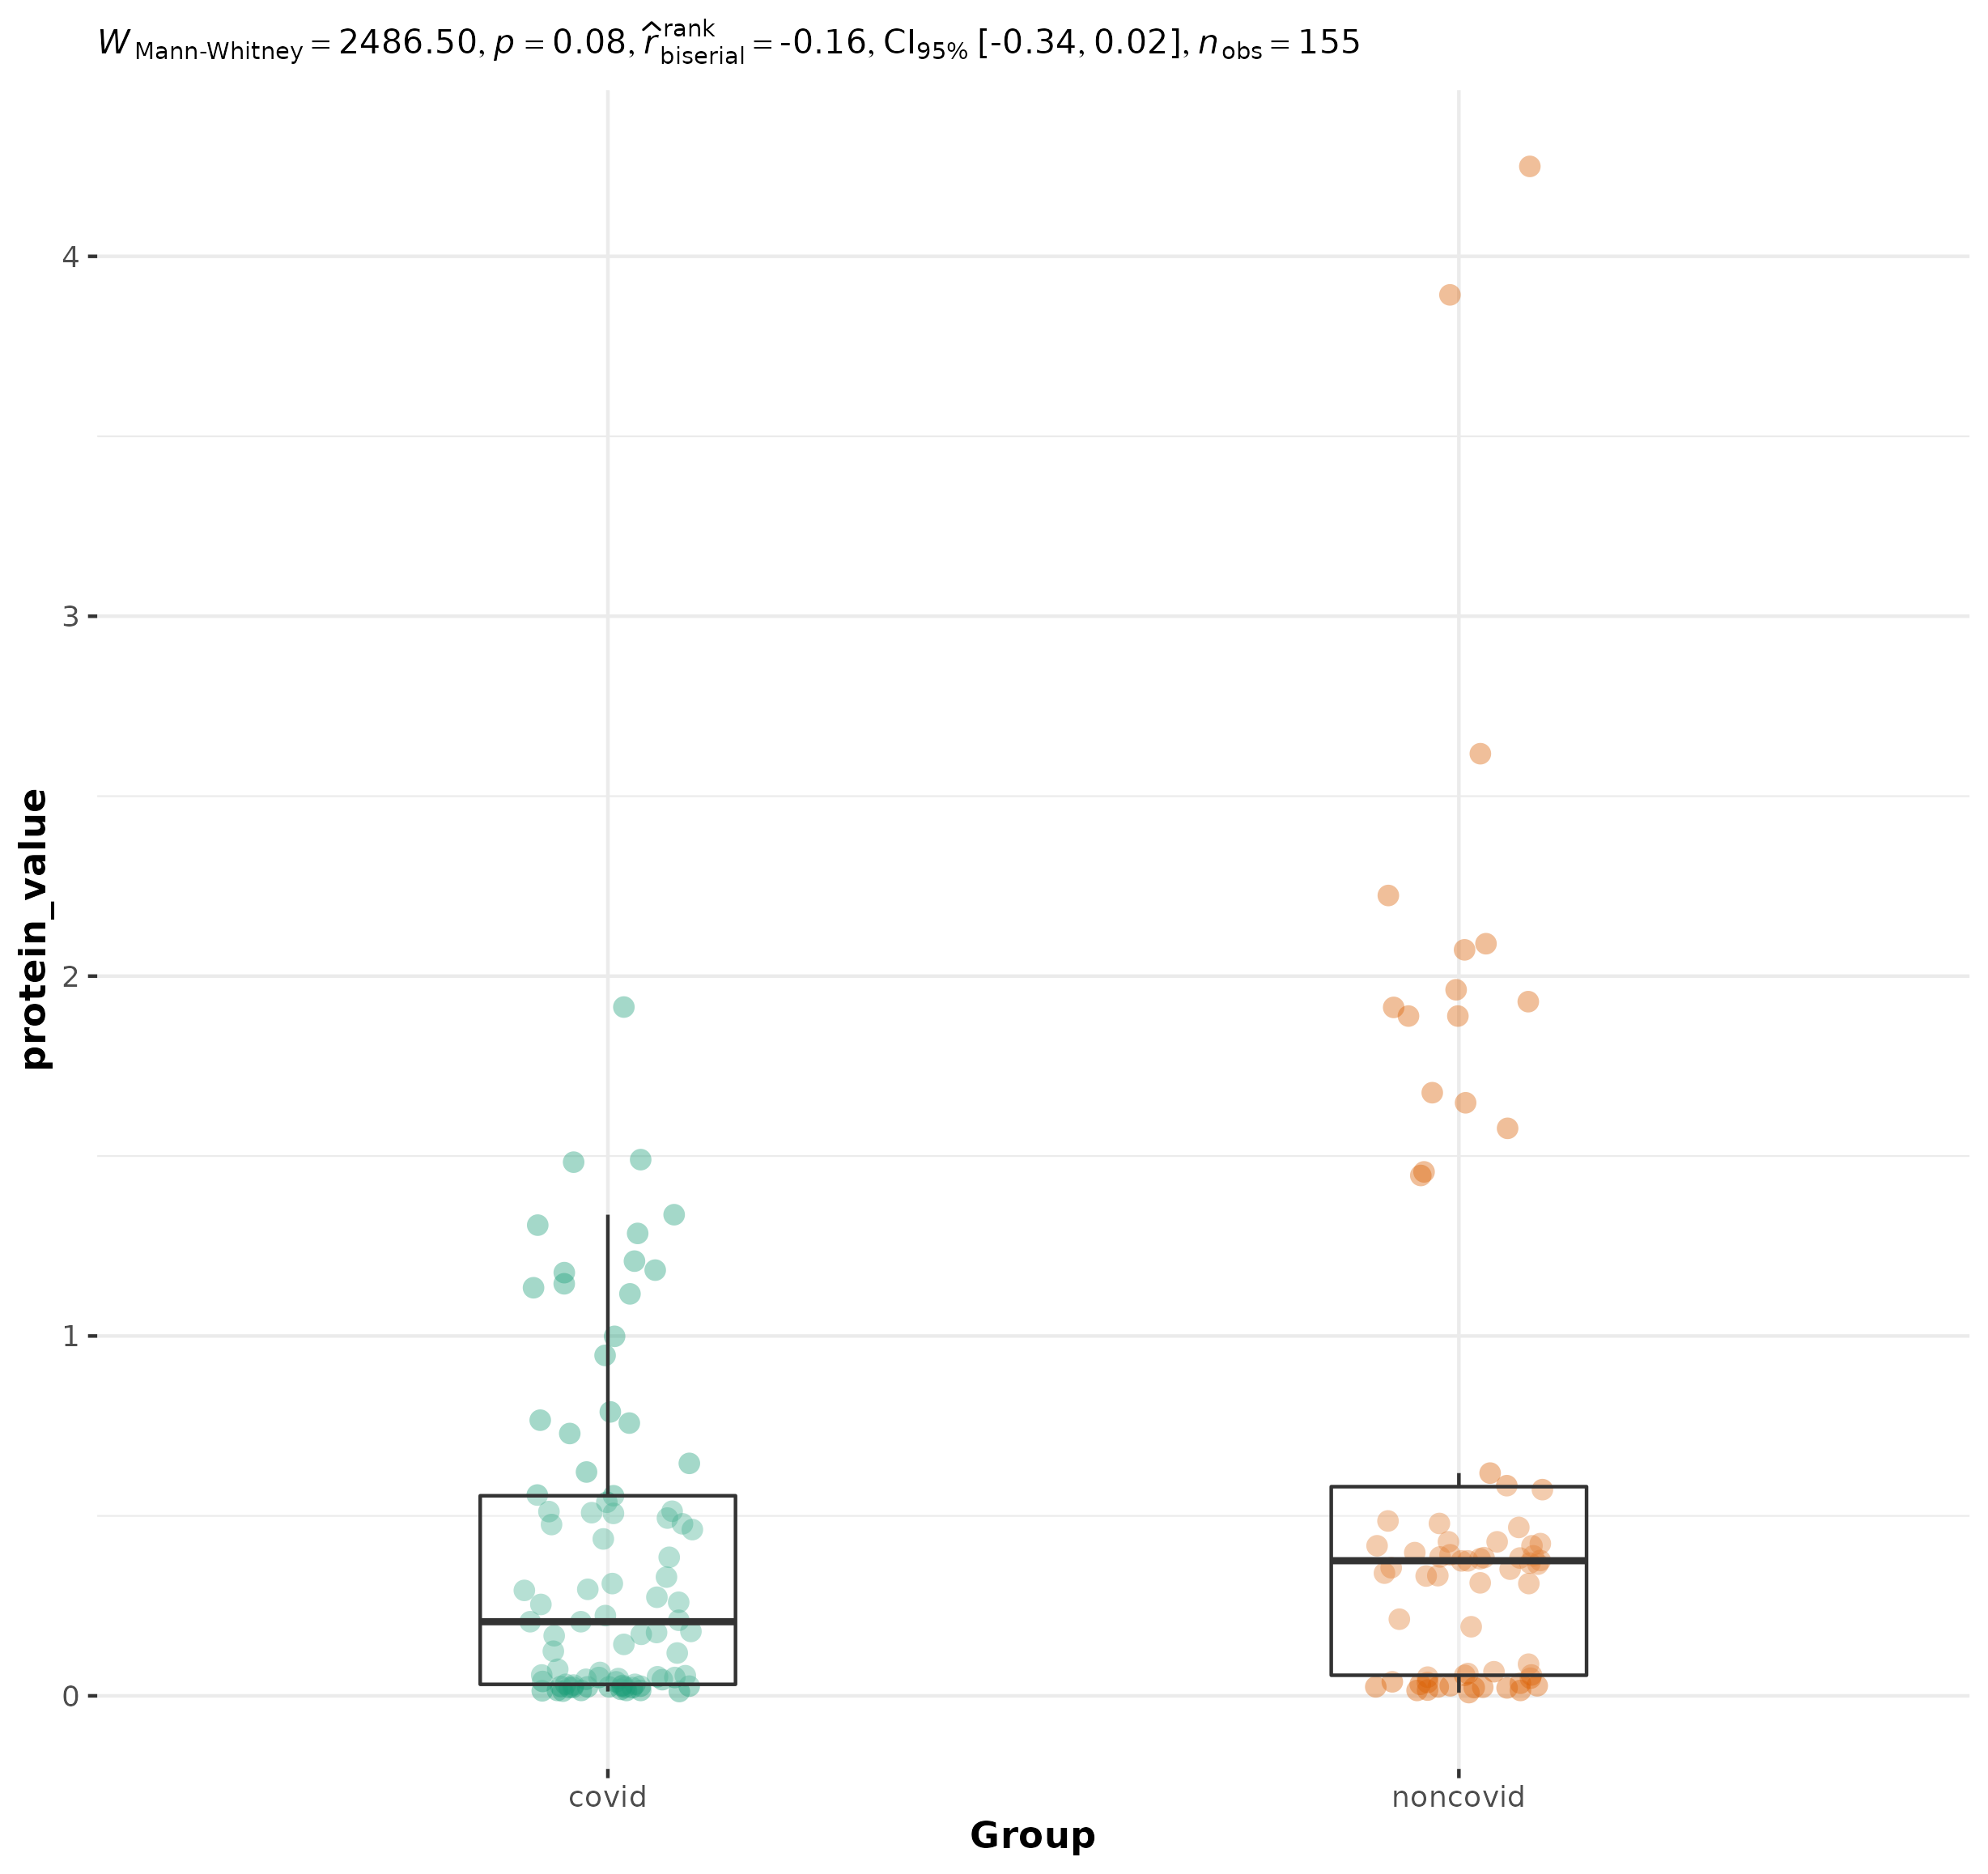 W Mann-Whitney = 2486.50, p = 0.08, r̂ rank biserial = -0.16, CI95% [-0.34, 0.02], nobs = 155
4
3
2
1
0
protein_value
covid
noncovid
Group